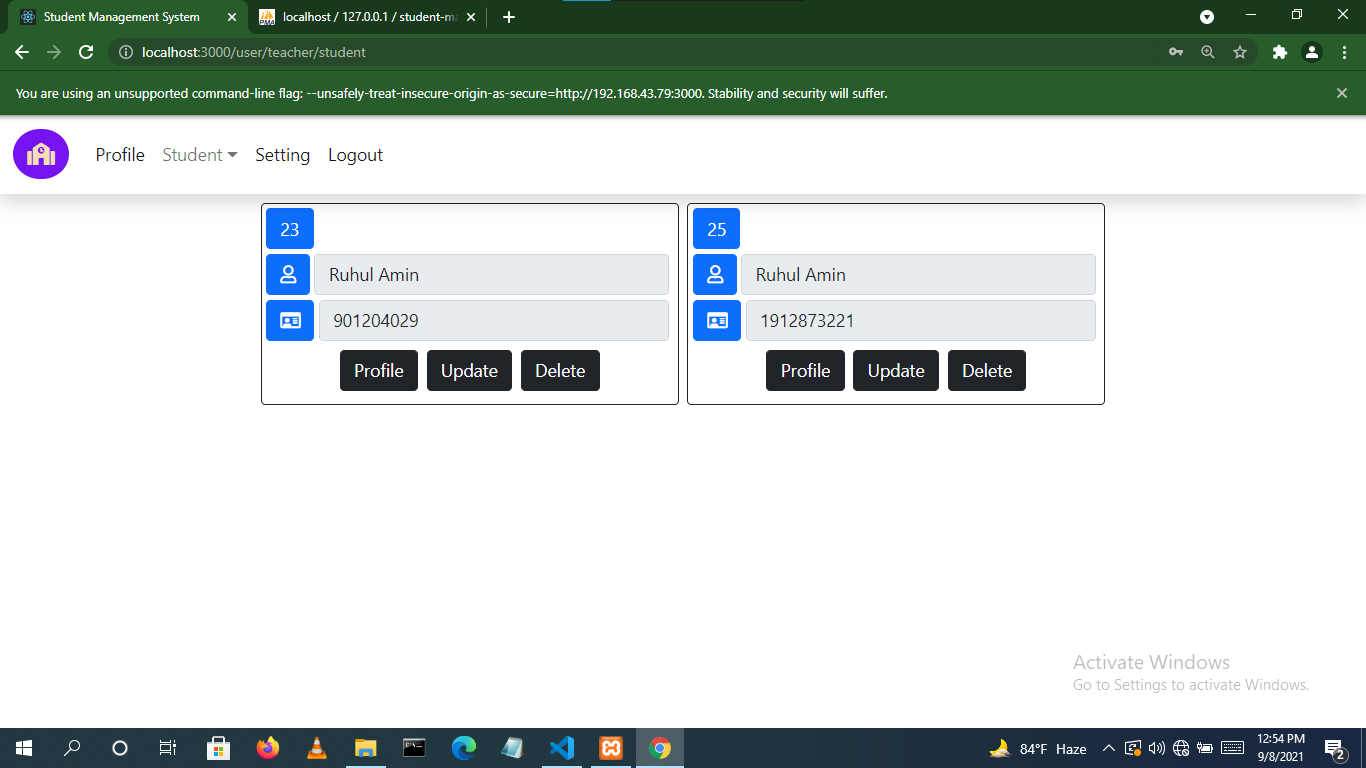 Student Management System
localhost / 127.0.0.1 / student-ma
localhost:3000/user/teacher/student
You are using an unsupported command-line flag: --unsafely-treat-insecure-origin-as-secure=http://192.168.43.79:3000. Stability and security will suffer.
Profile Student Setting Logout
23
Ruhul Amin
901204029
Profile Update Delete
25
Ruhul Amin
1912873221
Profile Update Delete
Activate Windows
Go to Settings to activate Windows.
84°F Haze
12:54 PM
9/8/2021
2